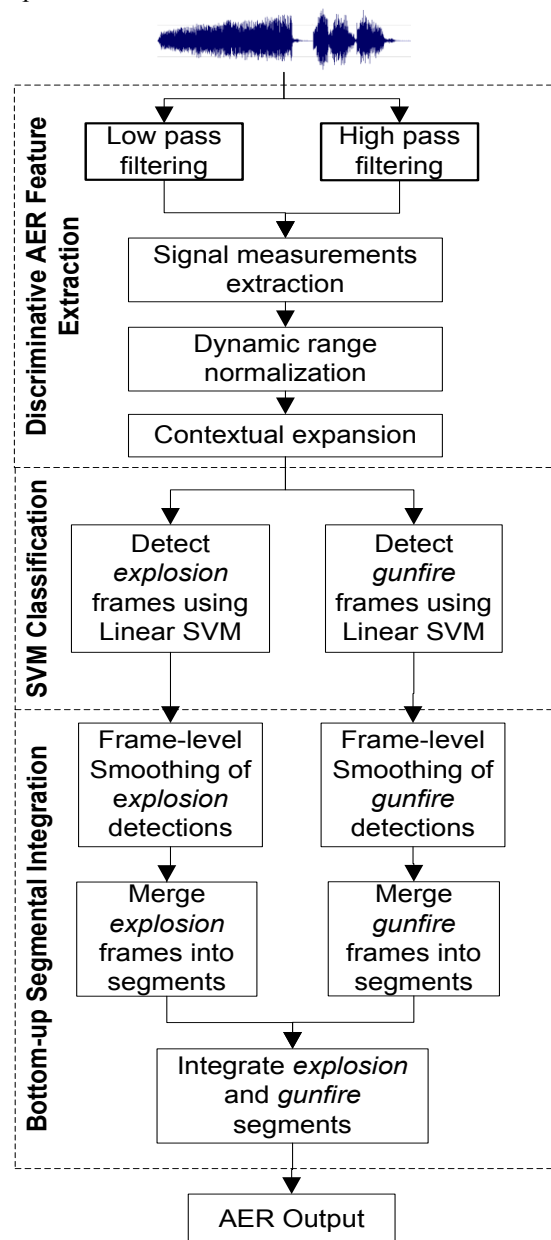 Discriminative AER Feature
Extraction
Low pass
filtering
High pass
filtering
Signal measurements
extraction
Dynamic range
normalization
Contextual expansion
SVM Classification
Detect
explosion
frames using
Linear SVM
Detect
gunfire
frames using
Linear SVM
Bottom-up Segmental Integration
Frame-level
Smoothing of
explosion
detections
Frame-level
Smoothing of
gunfire
detections
Merge
explosion
frames into
segments
Merge
gunfire
frames into
segments
Integrate explosion
and gunfire
segments
AER Output